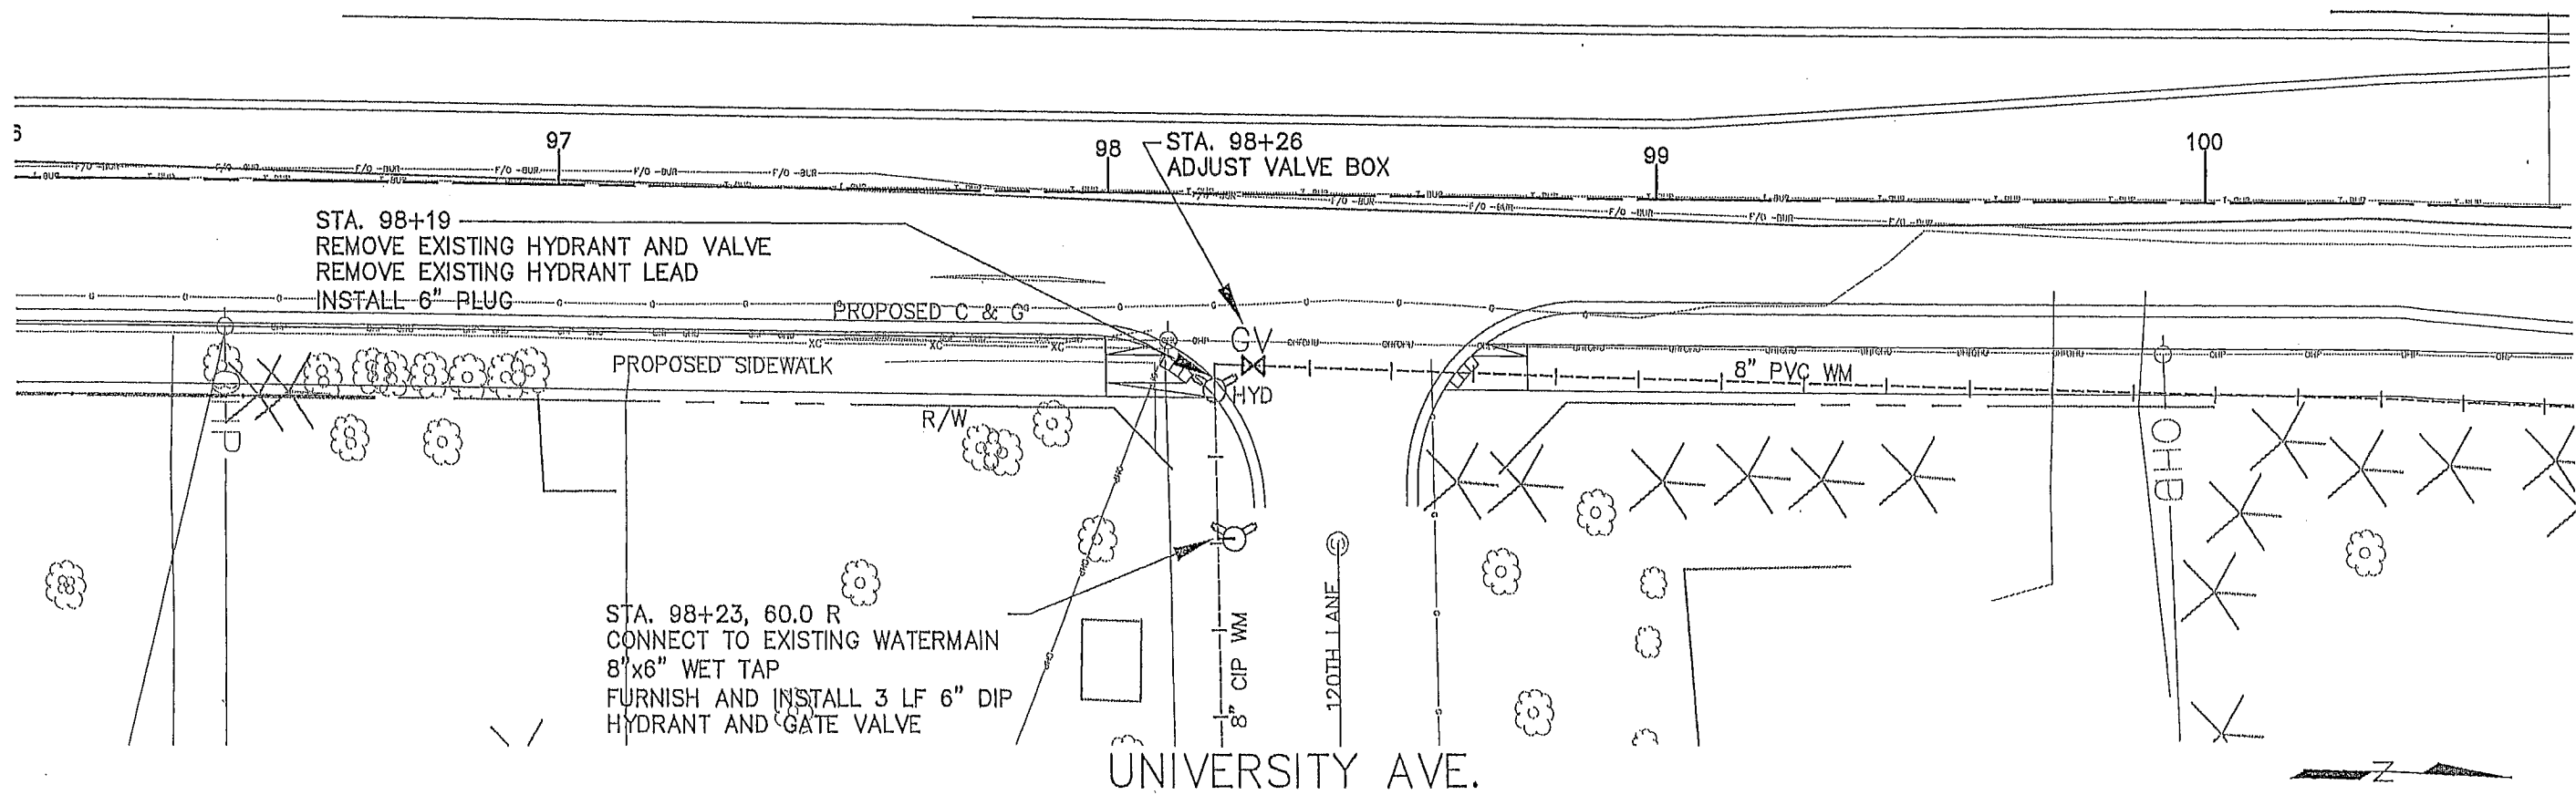 6
97
98
99
100
STA. 98+26
ADJUST VALVE BOX
STA. 98+19
REMOVE EXISTING HYDRANT AND VALVE
REMOVE EXISTING HYDRANT LEAD
INSTALL 6" PLUG
PROPOSED C & G
GV
PROPOSED SIDEWALK
8" PVC WM
HYD
R/W
OHD
STA. 98+23, 60.0 R
CONNECT TO EXISTING WATERMAIN
8"x6" WET TAP
FURNISH AND INSTALL 3 LF 6" DIP
HYDRANT AND GATE VALVE
8" CIP WM
120TH LANE
UNIVERSITY AVE.
Z